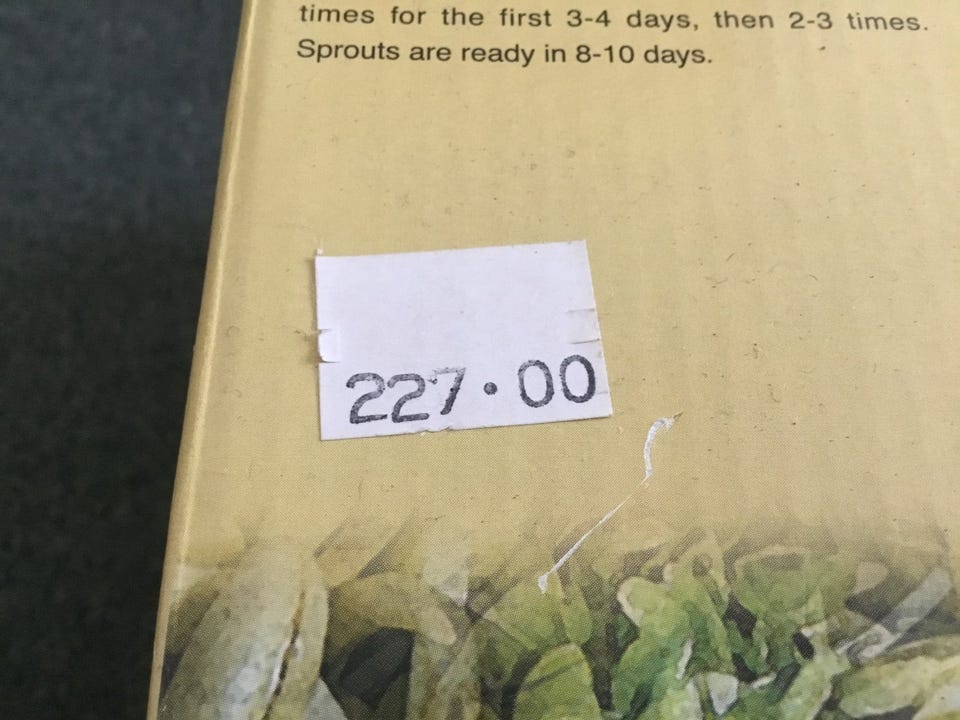 times for the first 3-4 days, then 2-3 times.
Sprouts are ready in 8-10 days.
227.00